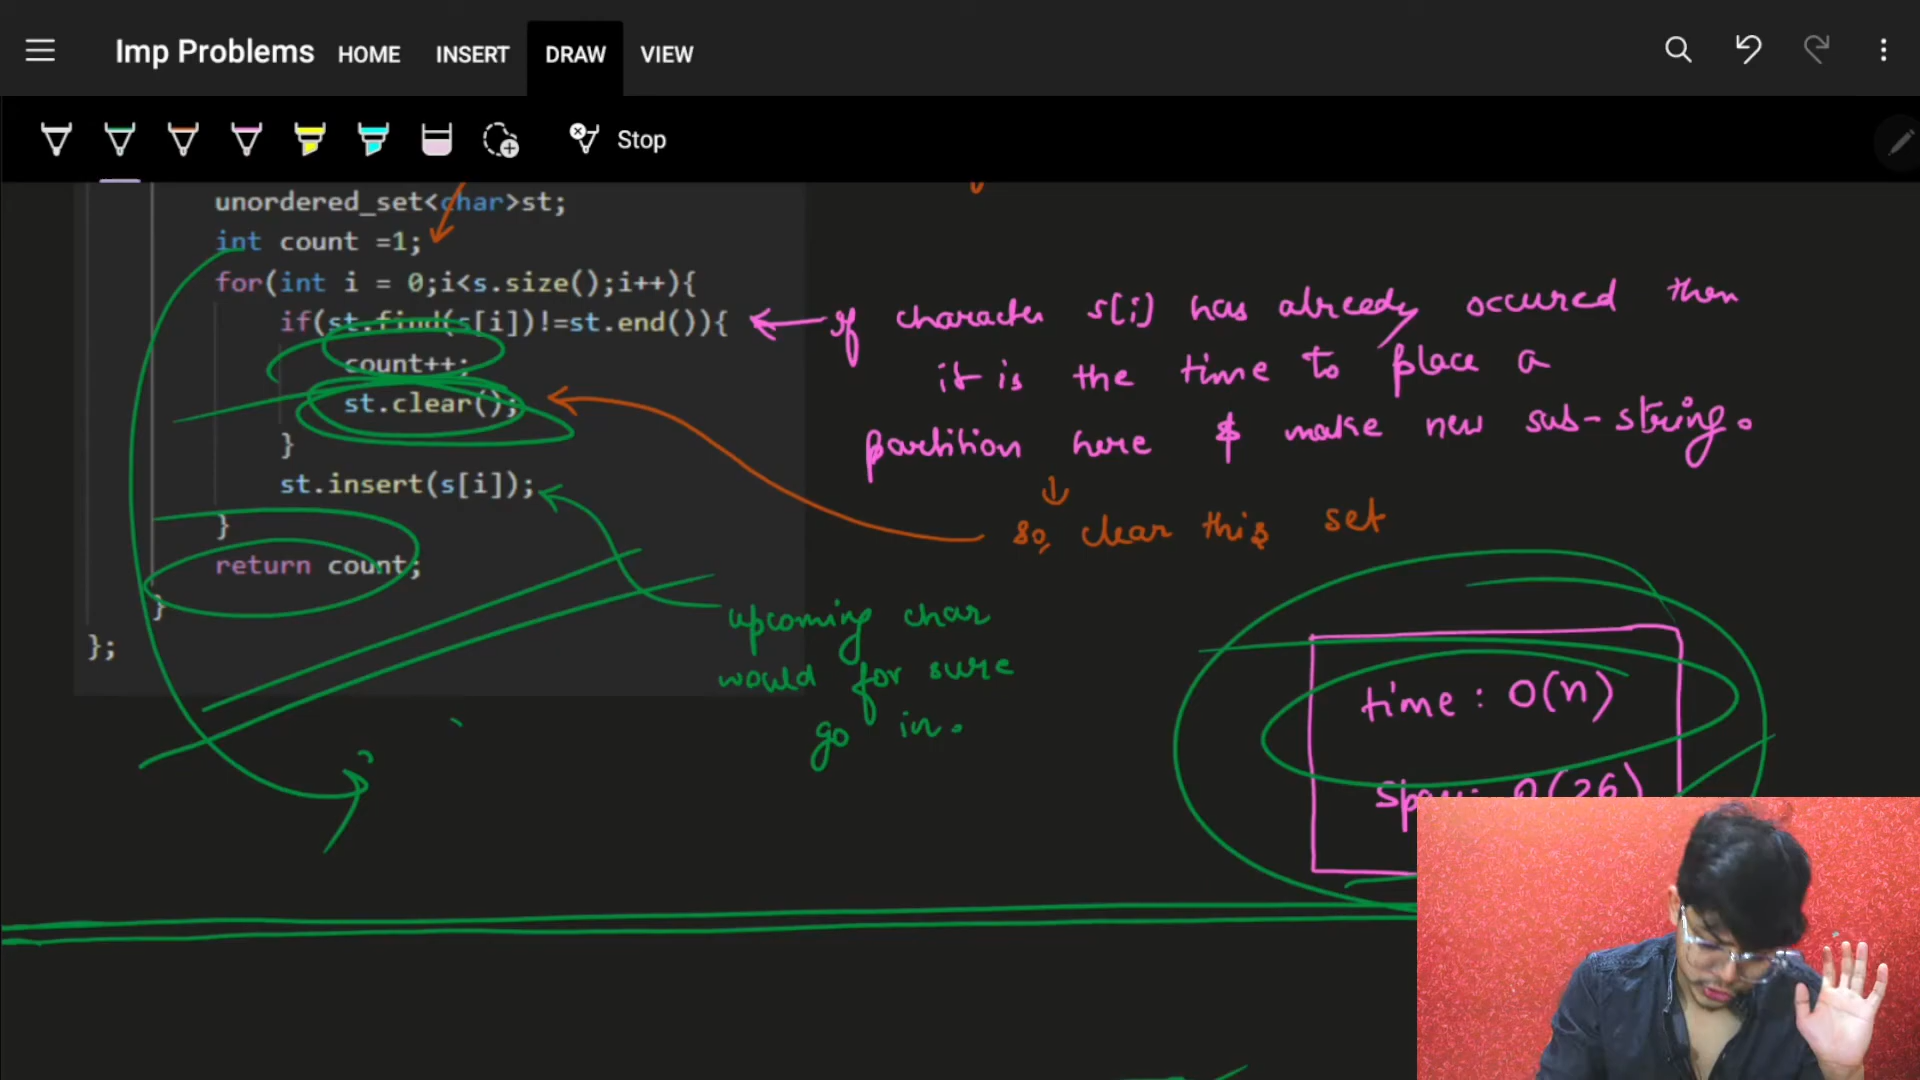 Imp Problems HOME INSERT DRAW VIEW
Stop
unordered_set<char>st;
int count =1;
for(int i = 0;i<s.size();i++){
if(st.find(s[i])!=st.end()){
count++;
st.clear();
}
st.insert(s[i]);
}
return count;
}
};
If character s[i] has already occured then
it is the time to place a
partition here & make new sub-string.
so, clear this set
upcoming char
would for sure
go in.
time : O(n)
space: O(26)